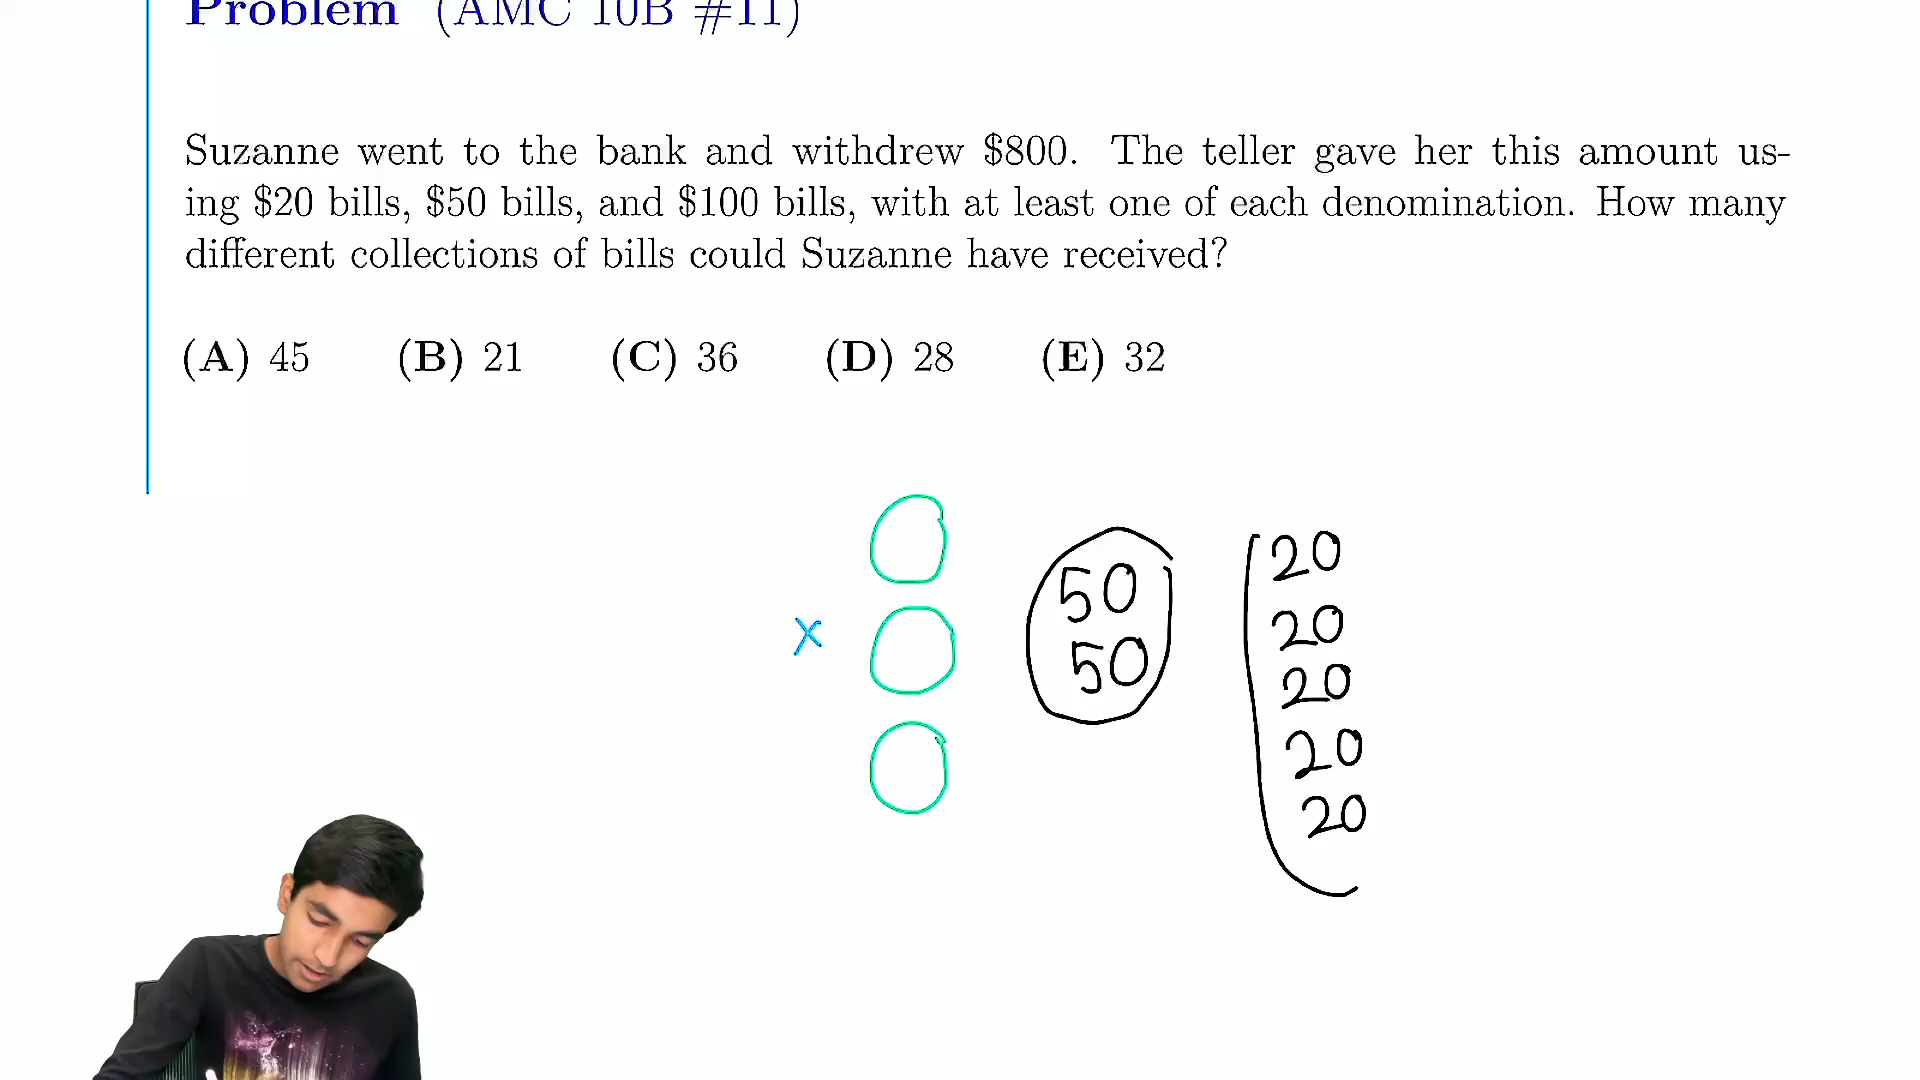 Problem (AMC 10B #11)
Suzanne went to the bank and withdrew $800. The teller gave her this amount us-
ing $20 bills, $50 bills, and $100 bills, with at least one of each denomination. How many
different collections of bills could Suzanne have received?
(A) 45 (B) 21 (C) 36 (D) 28 (E) 32
x
50
50
20
20
20
20
20